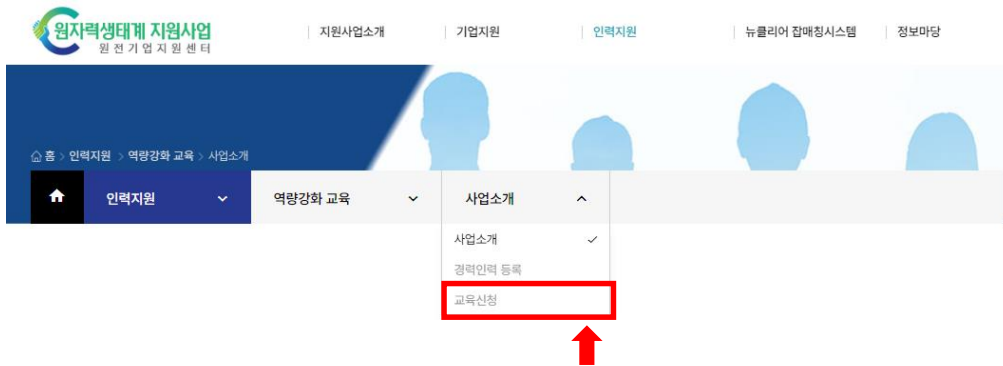 원자력생태계 지원사업
원전기업지원센터
지원사업소개
기업지원
인력지원
뉴클리어 잡매칭시스템
정보마당
홈 > 인력지원 > 역량강화 교육 > 사업소개
인력지원
역량강화 교육
사업소개
사업소개
경력인력 등록
교육신청